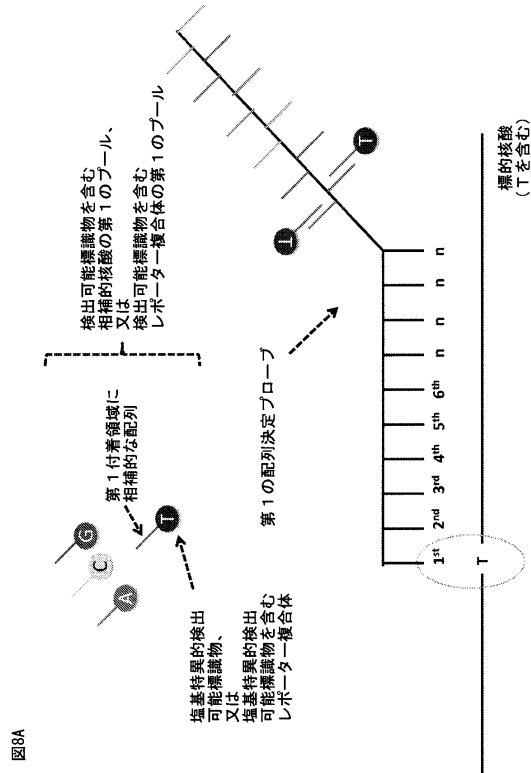 図8A
検出可能標識物を含む
相補的核酸の第１のプール、
又は
検出可能標識物を含む
レポーター複合体の第１のプール
第１付着領域に
相補的な配列
G
C
A
T
塩基特異的検出
可能標識物、
又は
塩基特異的検出
可能標識物を含む
レポーター複合体
第１の配列決定プローブ
T
T
1st 2nd 3rd 4th 5th 6th n n n n
T
標的核酸
(Tを含む)